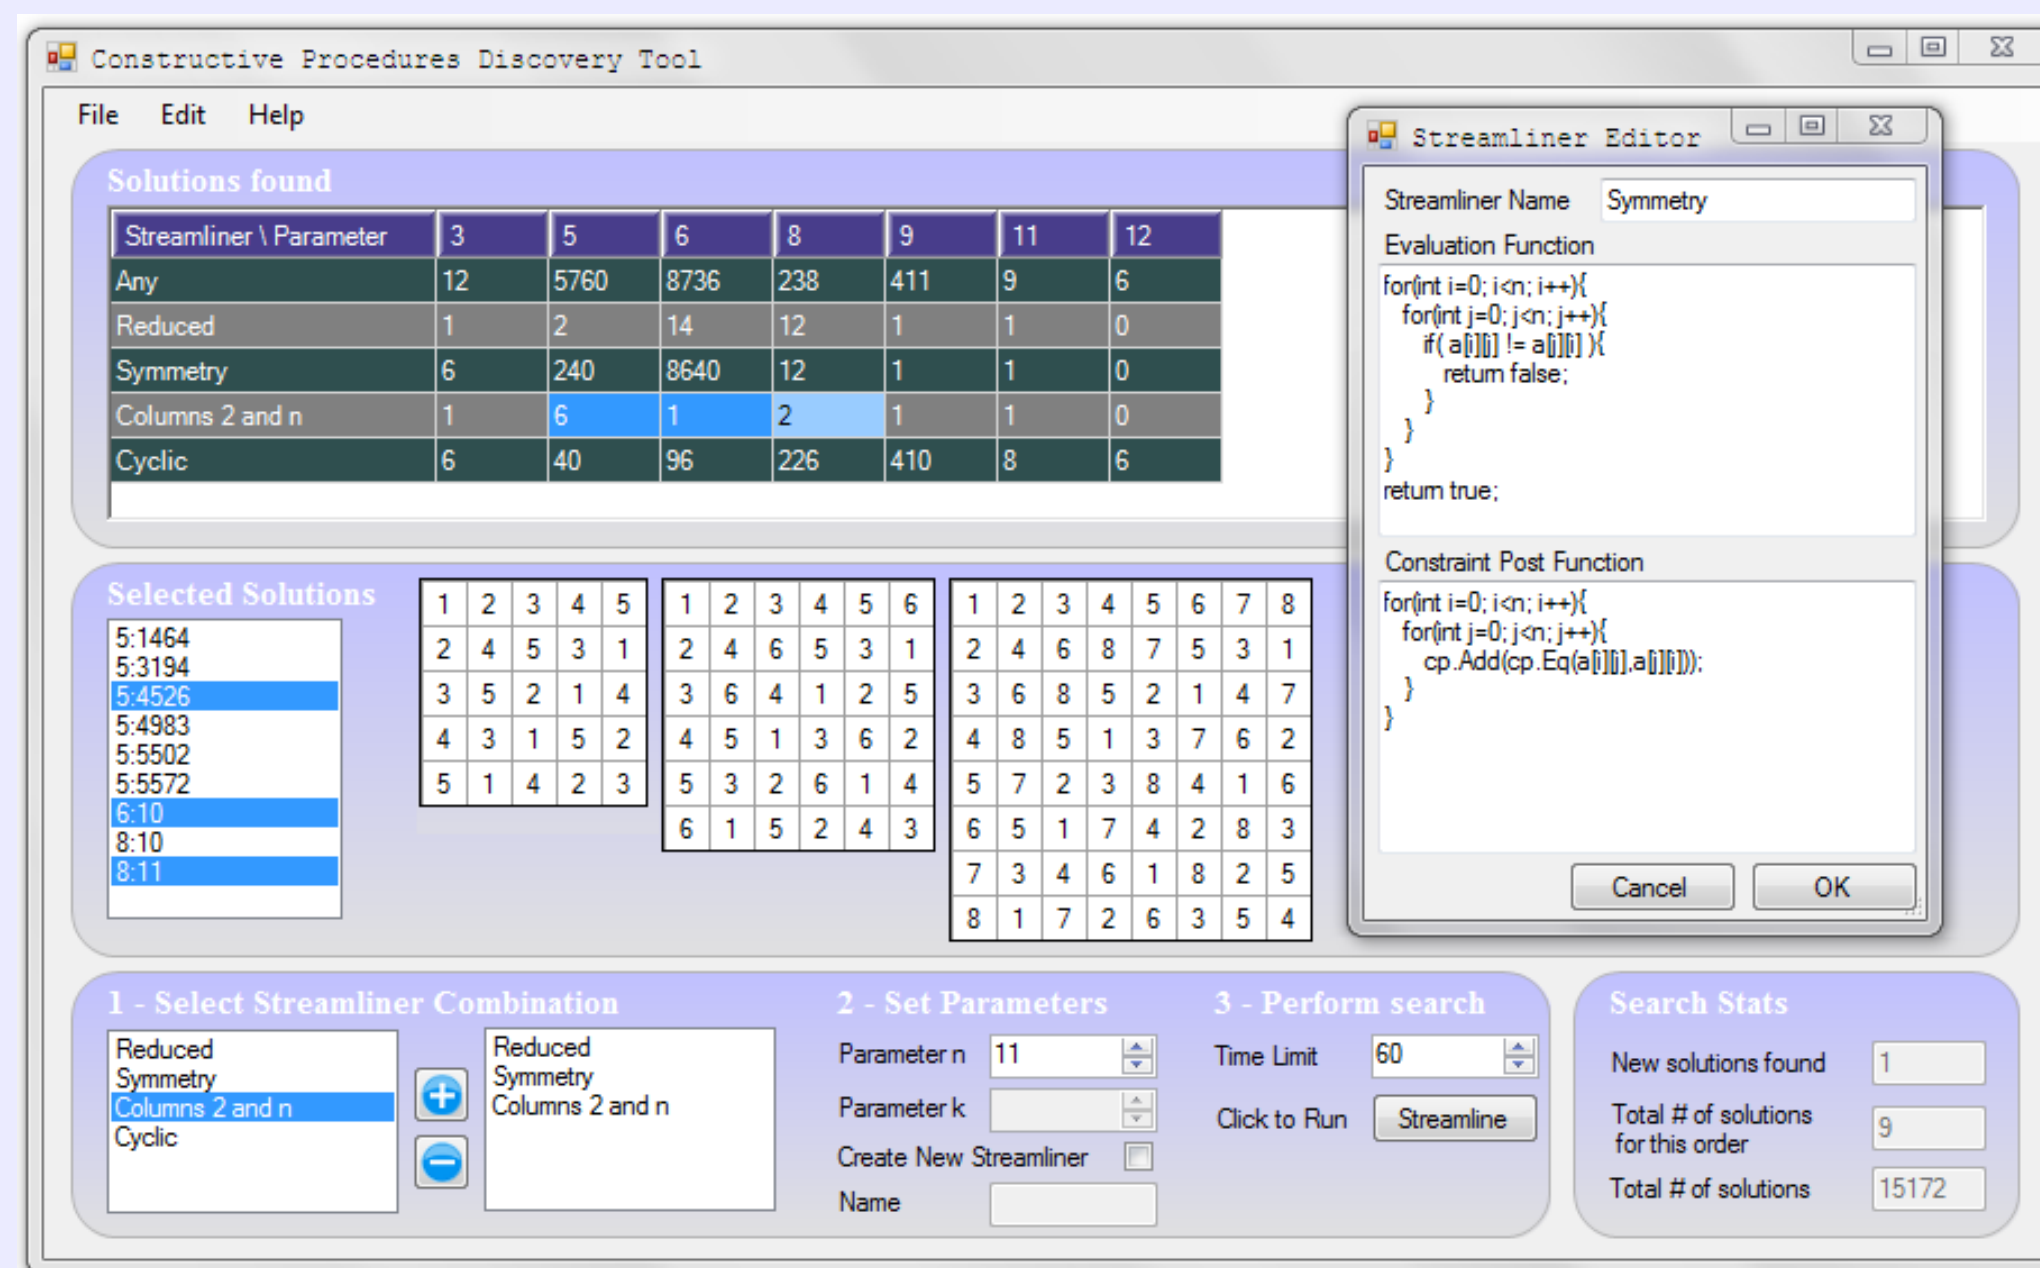 Constructive Procedures Discovery Tool
File Edit Help
Solutions found
Streamliner \ Parameter 3 5 6 8 9 11 12
Any 12 5760 8736 238 411 9 6
Reduced 1 2 14 12 1 1 0
Symmetry 6 240 8640 12 1 1 0
Columns 2 and n 1 6 1 2 1 1 0
Cyclic 6 40 96 226 410 8 6
Streamliner Editor
Streamliner Name Symmetry
Evaluation Function
for(int i=0; i<n; i++){
for(int j=0; j<n; j++){
if( a[i][j] != a[j][i] ){
return false;
}
}
}
return true;
Constraint Post Function
for(int i=0; i<n; i++){
for(int j=0; j<n; j++){
cp.Add(cp.Eq(a[i][j],a[j][i]));
}
}
Cancel OK
Selected Solutions
5:1464
5:3194
5:4526
5:4983
5:5502
5:5572
6:10
8:10
8:11
1 2 3 4 5
2 4 5 3 1
3 5 2 1 4
4 3 1 5 2
5 1 4 2 3
1 2 3 4 5 6
2 4 6 5 3 1
3 6 4 1 2 5
4 5 1 3 6 2
5 3 2 6 1 4
6 1 5 2 4 3
1 2 3 4 5 6 7 8
2 4 6 8 7 5 3 1
3 6 8 5 2 1 4 7
4 8 5 1 3 7 6 2
5 7 2 3 8 4 1 6
6 5 1 7 4 2 8 3
7 3 4 6 1 8 2 5
8 1 7 2 6 3 5 4
1 - Select Streamliner Combination
Reduced
Symmetry
Columns 2 and n
Cyclic
Reduced
Symmetry
Columns 2 and n
2 - Set Parameters
Parameter n 11
Parameter k
Create New Streamliner
Name
3 - Perform search
Time Limit 60
Click to Run Streamline
Search Stats
New solutions found 1
Total # of solutions
for this order 9
Total # of solutions 15172